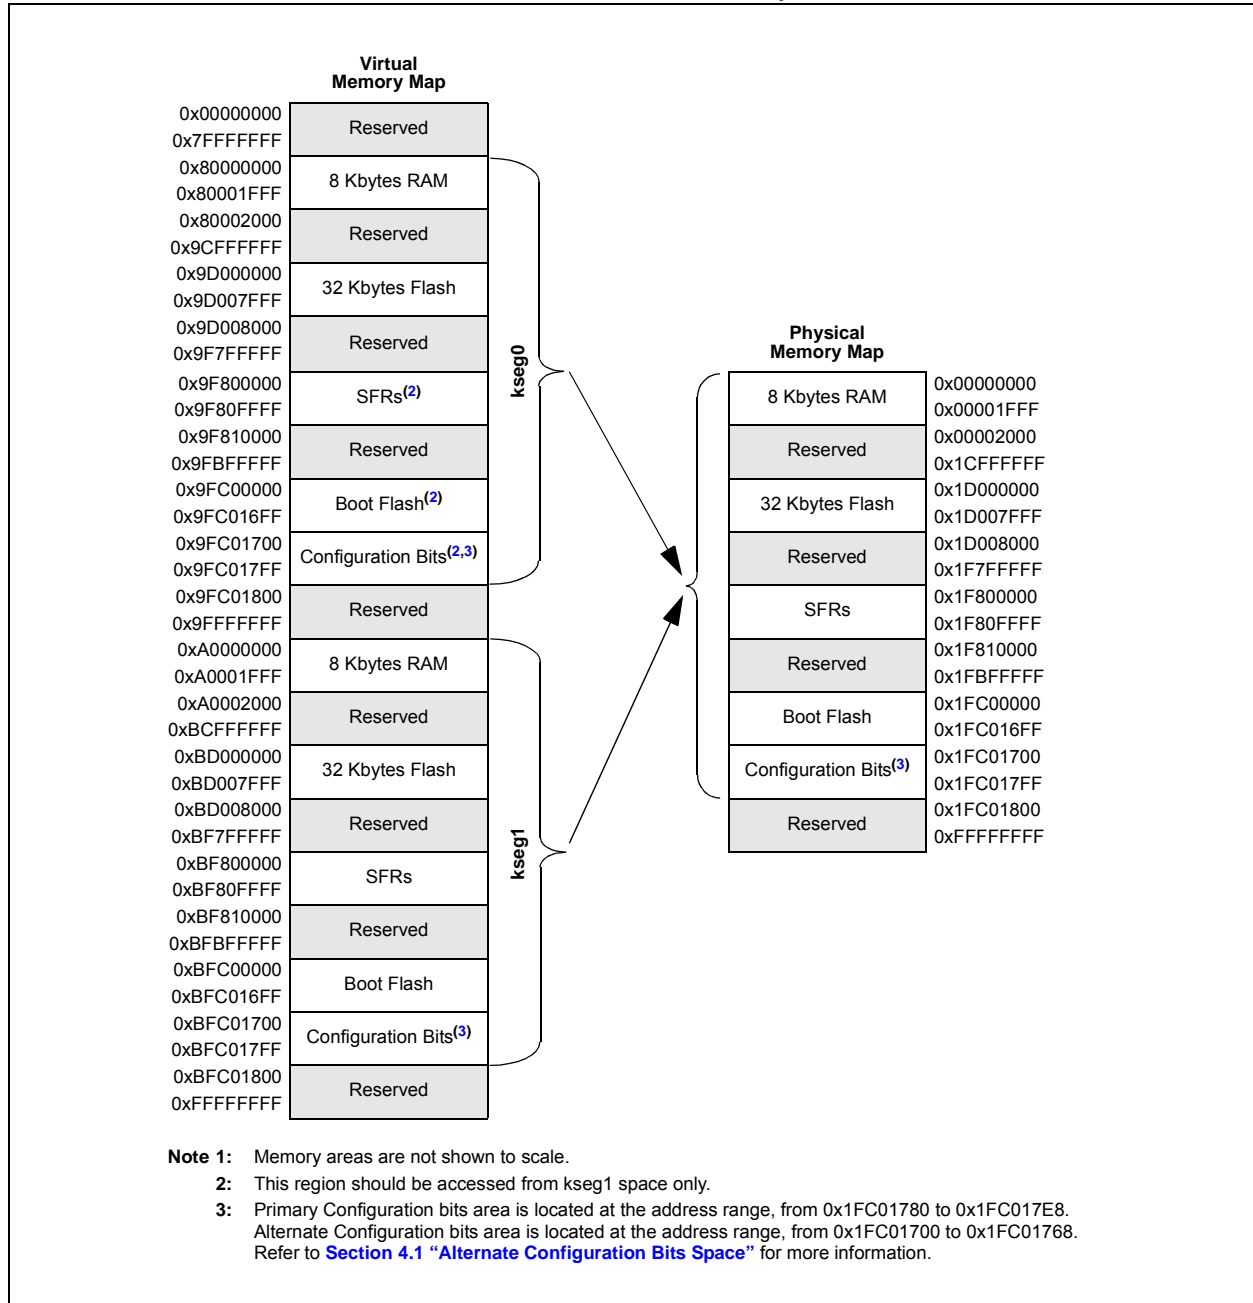 Virtual
Memory Map
0x00000000
Reserved
0x7FFFFFFF
0x80000000
8 Kbytes RAM
0x80001FFF
0x80002000
Reserved
0x9CFFFFFF
0x9D000000
32 Kbytes Flash
0x9D007FFF
0x9D008000
Reserved
0x9F7FFFFF
0x9F800000
SFRs(2)
0x9F80FFFF
0x9F810000
Reserved
0x9FBFFFFF
0x9FC00000
Boot Flash(2)
0x9FC016FF
0x9FC01700
Configuration Bits(2,3)
0x9FC017FF
0x9FC01800
Reserved
0x9FFFFFFF
0xA0000000
8 Kbytes RAM
0xA0001FFF
0xA0002000
Reserved
0xBCFFFFFF
0xBD000000
32 Kbytes Flash
0xBD007FFF
0xBD008000
Reserved
0xBF7FFFFF
0xBF800000
SFRs
0xBF80FFFF
0xBF810000
Reserved
0xBFBFFFFF
0xBFC00000
Boot Flash
0xBFC016FF
0xBFC01700
Configuration Bits(3)
0xBFC017FF
0xBFC01800
Reserved
0xFFFFFFFF
kseg0
kseg1
Physical
Memory Map
8 Kbytes RAM
0x00000000
0x00001FFF
Reserved
0x00002000
0x1CFFFFFF
32 Kbytes Flash
0x1D000000
0x1D007FFF
Reserved
0x1D008000
0x1F7FFFFF
SFRs
0x1F800000
0x1F80FFFF
Reserved
0x1F810000
0x1FBFFFFF
Boot Flash
0x1FC00000
0x1FC016FF
Configuration Bits(3)
0x1FC01700
0x1FC017FF
Reserved
0x1FC01800
0xFFFFFFFF
Note 1: Memory areas are not shown to scale.
2: This region should be accessed from kseg1 space only.
3: Primary Configuration bits area is located at the address range, from 0x1FC01780 to 0x1FC017E8.
Alternate Configuration bits area is located at the address range, from 0x1FC01700 to 0x1FC01768.
Refer to Section 4.1 “Alternate Configuration Bits Space” for more information.